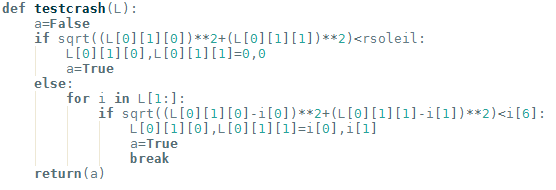 def testcrash(L):
    a=False
    if sqrt((L[0][1][0])**2+(L[0][1][1])**2)<rsoleil:
        L[0][1][0],L[0][1][1]=0,0
        a=True
    else:
        for i in L[1:]:
            if sqrt((L[0][1][0]-i[0])**2+(L[0][1][1]-i[1])**2)<i[6]:
                L[0][1][0],L[0][1][1]=i[0],i[1]
                a=True
                break
    return(a)